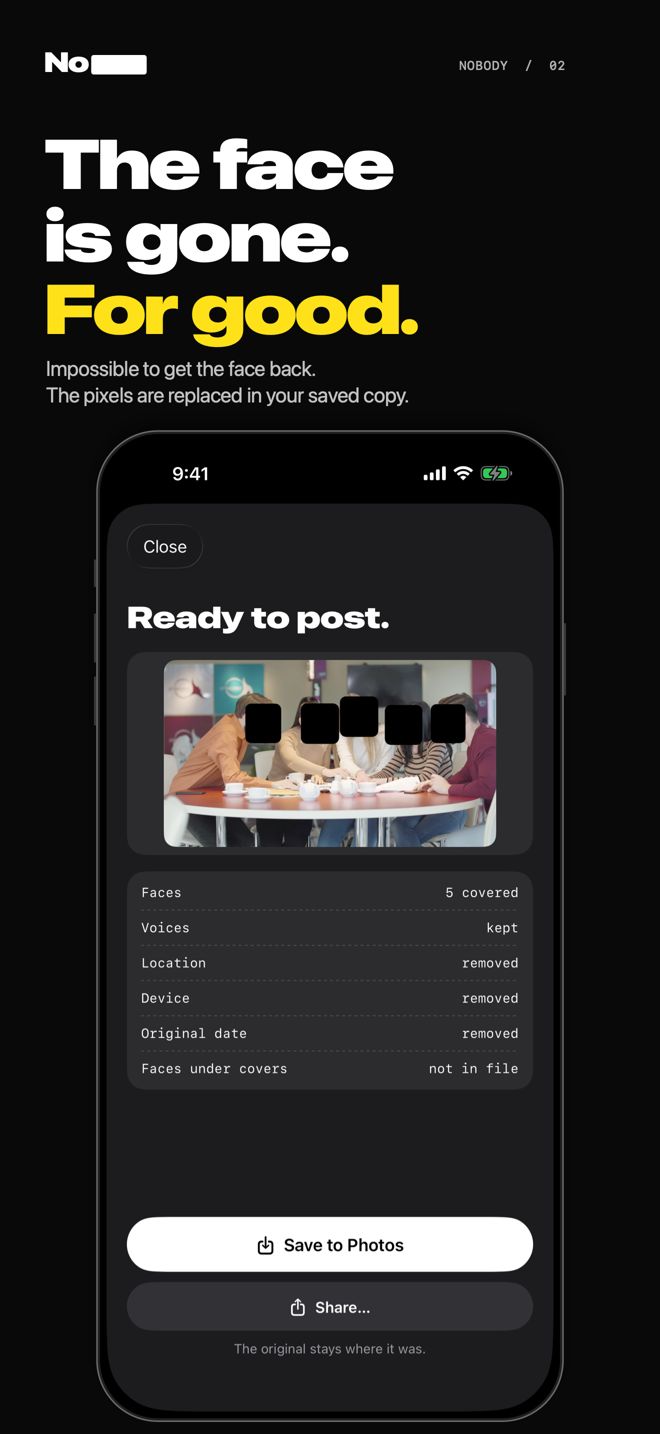 No
NOBODY / 02
The face
is gone.
For good.
Impossible to get the face back.
The pixels are replaced in your saved copy.
9:41
Close
Ready to post.
Faces 5 covered
Voices kept
Location removed
Device removed
Original date removed
Faces under covers not in file
Save to Photos
Share...
The original stays where it was.